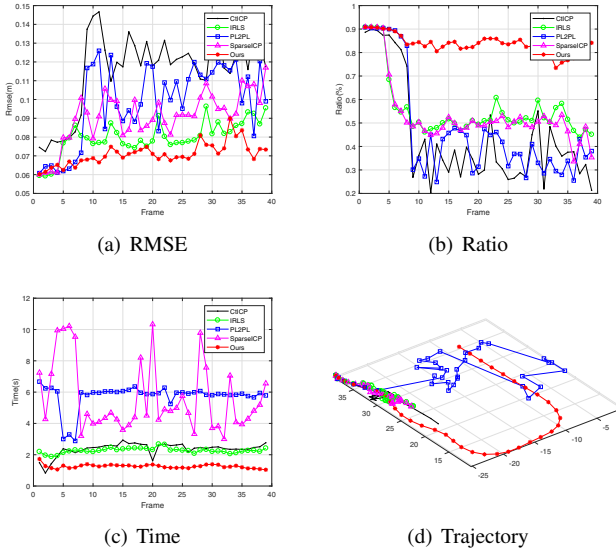 0.15
0.14
0.13
0.12
0.11
0.1
0.09
0.08
0.07
0.06
0.05
Rmse(m)
0 5 10 15 20 25 30 35 40
Frame
CtlCP
IRLS
PL2PL
SparseICP
Ours
(a) RMSE
1
0.9
0.8
0.7
0.6
0.5
0.4
0.3
0.2
Ratio(%)
0 5 10 15 20 25 30 35 40
Frame
CtlCP
IRLS
PL2PL
SparseICP
Ours
(b) Ratio
12
10
8
6
4
2
0
Time(s)
0 5 10 15 20 25 30 35 40
Frame
CtlCP
IRLS
PL2PL
SparseICP
Ours
(c) Time
35
30
25
20
15
-25
-20
-15
-10
-5
(d) Trajectory